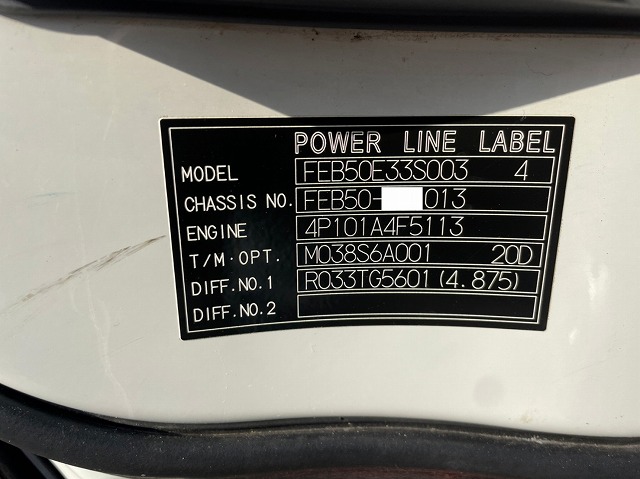 POWER LINE LABEL
MODEL FEB50E33S003 4
CHASSIS NO. FEB50- 013
ENGINE 4P101A4F5113
T/M·OPT. M038S6A001 20D
DIFF.NO.1 R033TG5601 (4.875)
DIFF.NO.2